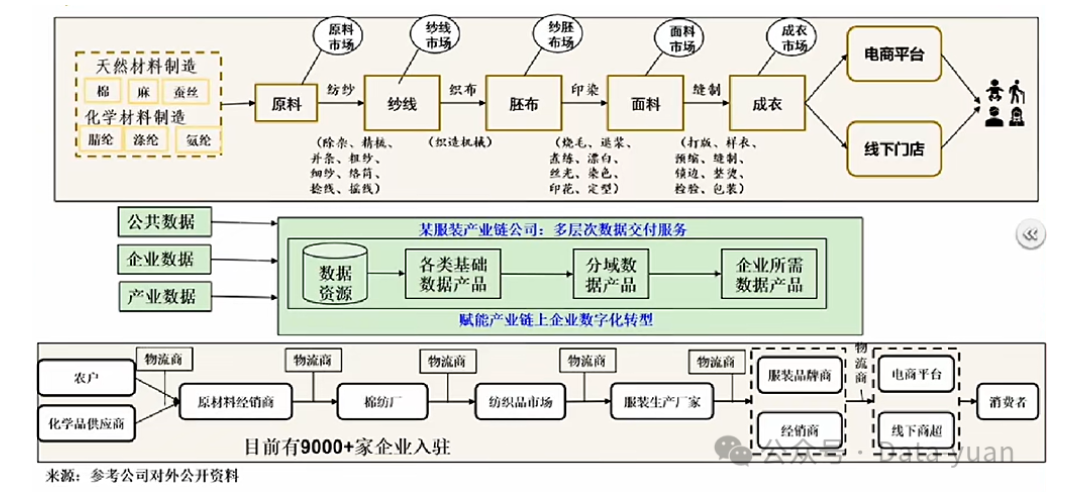 原料
市场
纱线
市场
纱胚
布场
面料
市场
成衣
市场
天然材料制造
棉
麻
蚕丝
化学材料制造
腈纶
涤纶
氨纶
原料
纺纱
纱线
织布
胚布
印染
面料
缝制
成衣
电商平台
线下门店
(除杂、精梳、
开条、粗纱、
细纱、络筒、
捻线、摇线)
(织造机械)
(烧毛、退浆、
煮练、漂白、
丝光、染色、
印花、定型)
(打版、样衣、
预缩、缝制、
锁边、整烫、
检验、包装)
公共数据
企业数据
产业数据
某服装产业链公司：多层次数据交付服务
数据
资源
各类基础
数据产品
分域数
据产品
企业所需
数据产品
赋能产业链上企业数字化转型
农户
化学品供应商
物流商
原材料经销商
物流商
棉纺厂
物流商
纺织品市场
物流商
服装生产厂家
物流商
服装品牌商
经销商
物流商
电商平台
线下商超
消费者
目前有9000+家企业入驻
公众号 · Data yuan
来源：参考公司对外公开资料